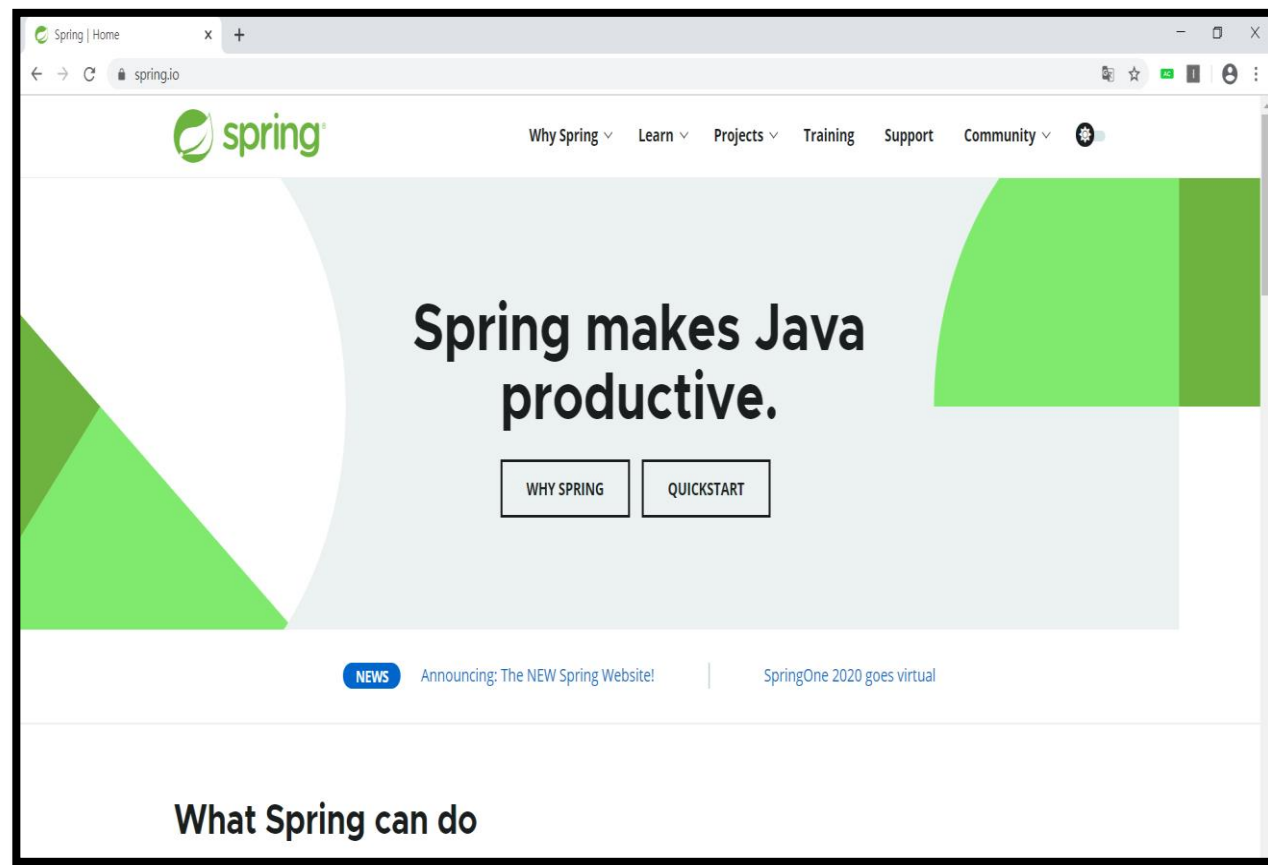 Spring | Home
spring.io
spring
Why Spring Learn Projects Training Support Community
Spring makes Java
productive.
WHY SPRING QUICKSTART
NEWS Announcing: The NEW Spring Website! SpringOne 2020 goes virtual
What Spring can do